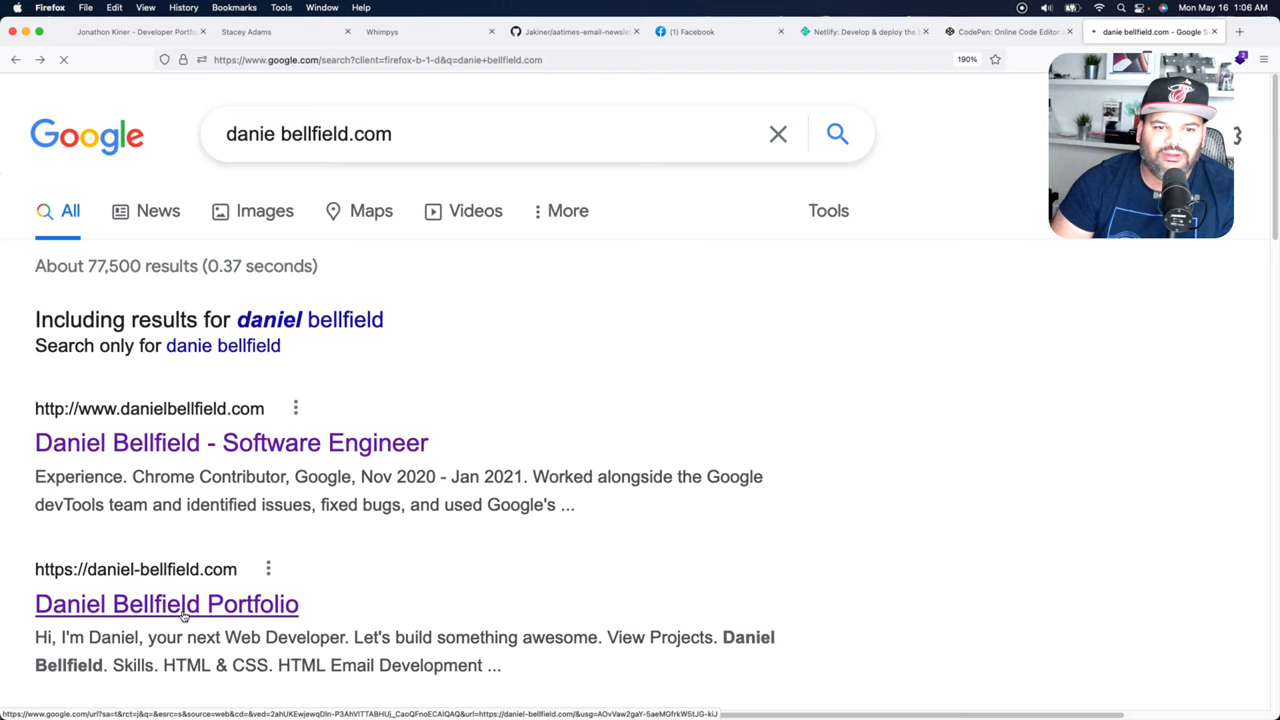 Firefox File Edit View History Bookmarks Tools Window Help Mon May 16 1:06 AM
Jonathon Kiner - Developer Portfo Stacey Adams Whimpys Jakiner/aatimes-email-newslet (1) Facebook Netlify: Develop & deploy the CodePen: Online Code Editor danie bellfield.com - Google S
https://www.google.com/search?client=firefox-b-1-d&q=danie+bellfield.com 190% 2
Google danie bellfield.com
All News Images Maps Videos More Tools
About 77,500 results (0.37 seconds)
Including results for daniel bellfield
Search only for danie bellfield
http://www.danielbellfield.com
Daniel Bellfield - Software Engineer
Experience. Chrome Contributor, Google, Nov 2020 - Jan 2021. Worked alongside the Google
devTools team and identified issues, fixed bugs, and used Google's ...
https://daniel-bellfield.com
Daniel Bellfield Portfolio
Hi, I'm Daniel, your next Web Developer. Let's build something awesome. View Projects. Daniel
Bellfield. Skills. HTML & CSS. HTML Email Development ...